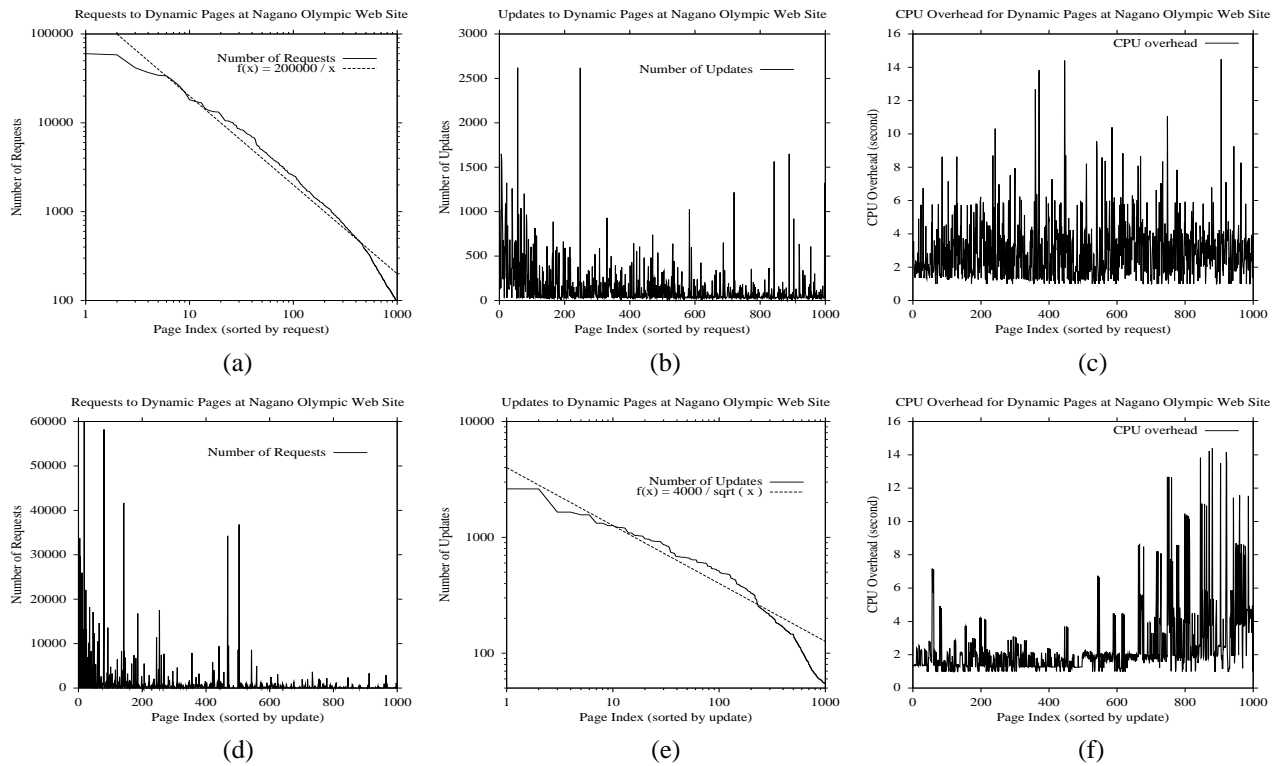 Requests to Dynamic Pages at Nagano Olympic Web Site
100000
10000
1000
100
1
10
100
1000
Number of Requests
Number of Requests
f(x) = 200000 / x
Page Index (sorted by request)
(a)
Updates to Dynamic Pages at Nagano Olympic Web Site
3000
2500
2000
1500
1000
500
0
0
200
400
600
800
1000
Number of Updates
Number of Updates
Page Index (sorted by request)
(b)
CPU Overhead for Dynamic Pages at Nagano Olympic Web Site
16
14
12
10
8
6
4
2
0
0
200
400
600
800
1000
CPU Overhead (second)
CPU overhead
Page Index (sorted by request)
(c)
Requests to Dynamic Pages at Nagano Olympic Web Site
60000
50000
40000
30000
20000
10000
0
0
200
400
600
800
1000
Number of Requests
Number of Requests
Page Index (sorted by update)
(d)
Updates to Dynamic Pages at Nagano Olympic Web Site
10000
1000
100
1
10
100
1000
Number of Updates
Number of Updates
f(x) = 4000 / sqrt ( x )
Page Index (sorted by update)
(e)
CPU Overhead for Dynamic Pages at Nagano Olympic Web Site
16
14
12
10
8
6
4
2
0
0
200
400
600
800
1000
CPU Overhead (second)
CPU overhead
Page Index (sorted by update)
(f)